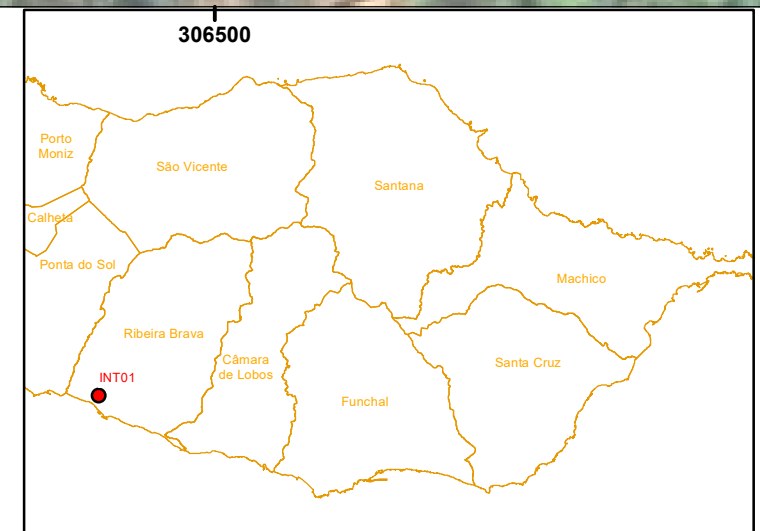 306500
Porto
Moniz
São Vicente
Santana
Calheta
Ponta do Sol
Machico
Ribeira Brava
Câmara
de Lobos
Santa Cruz
INT01
Funchal